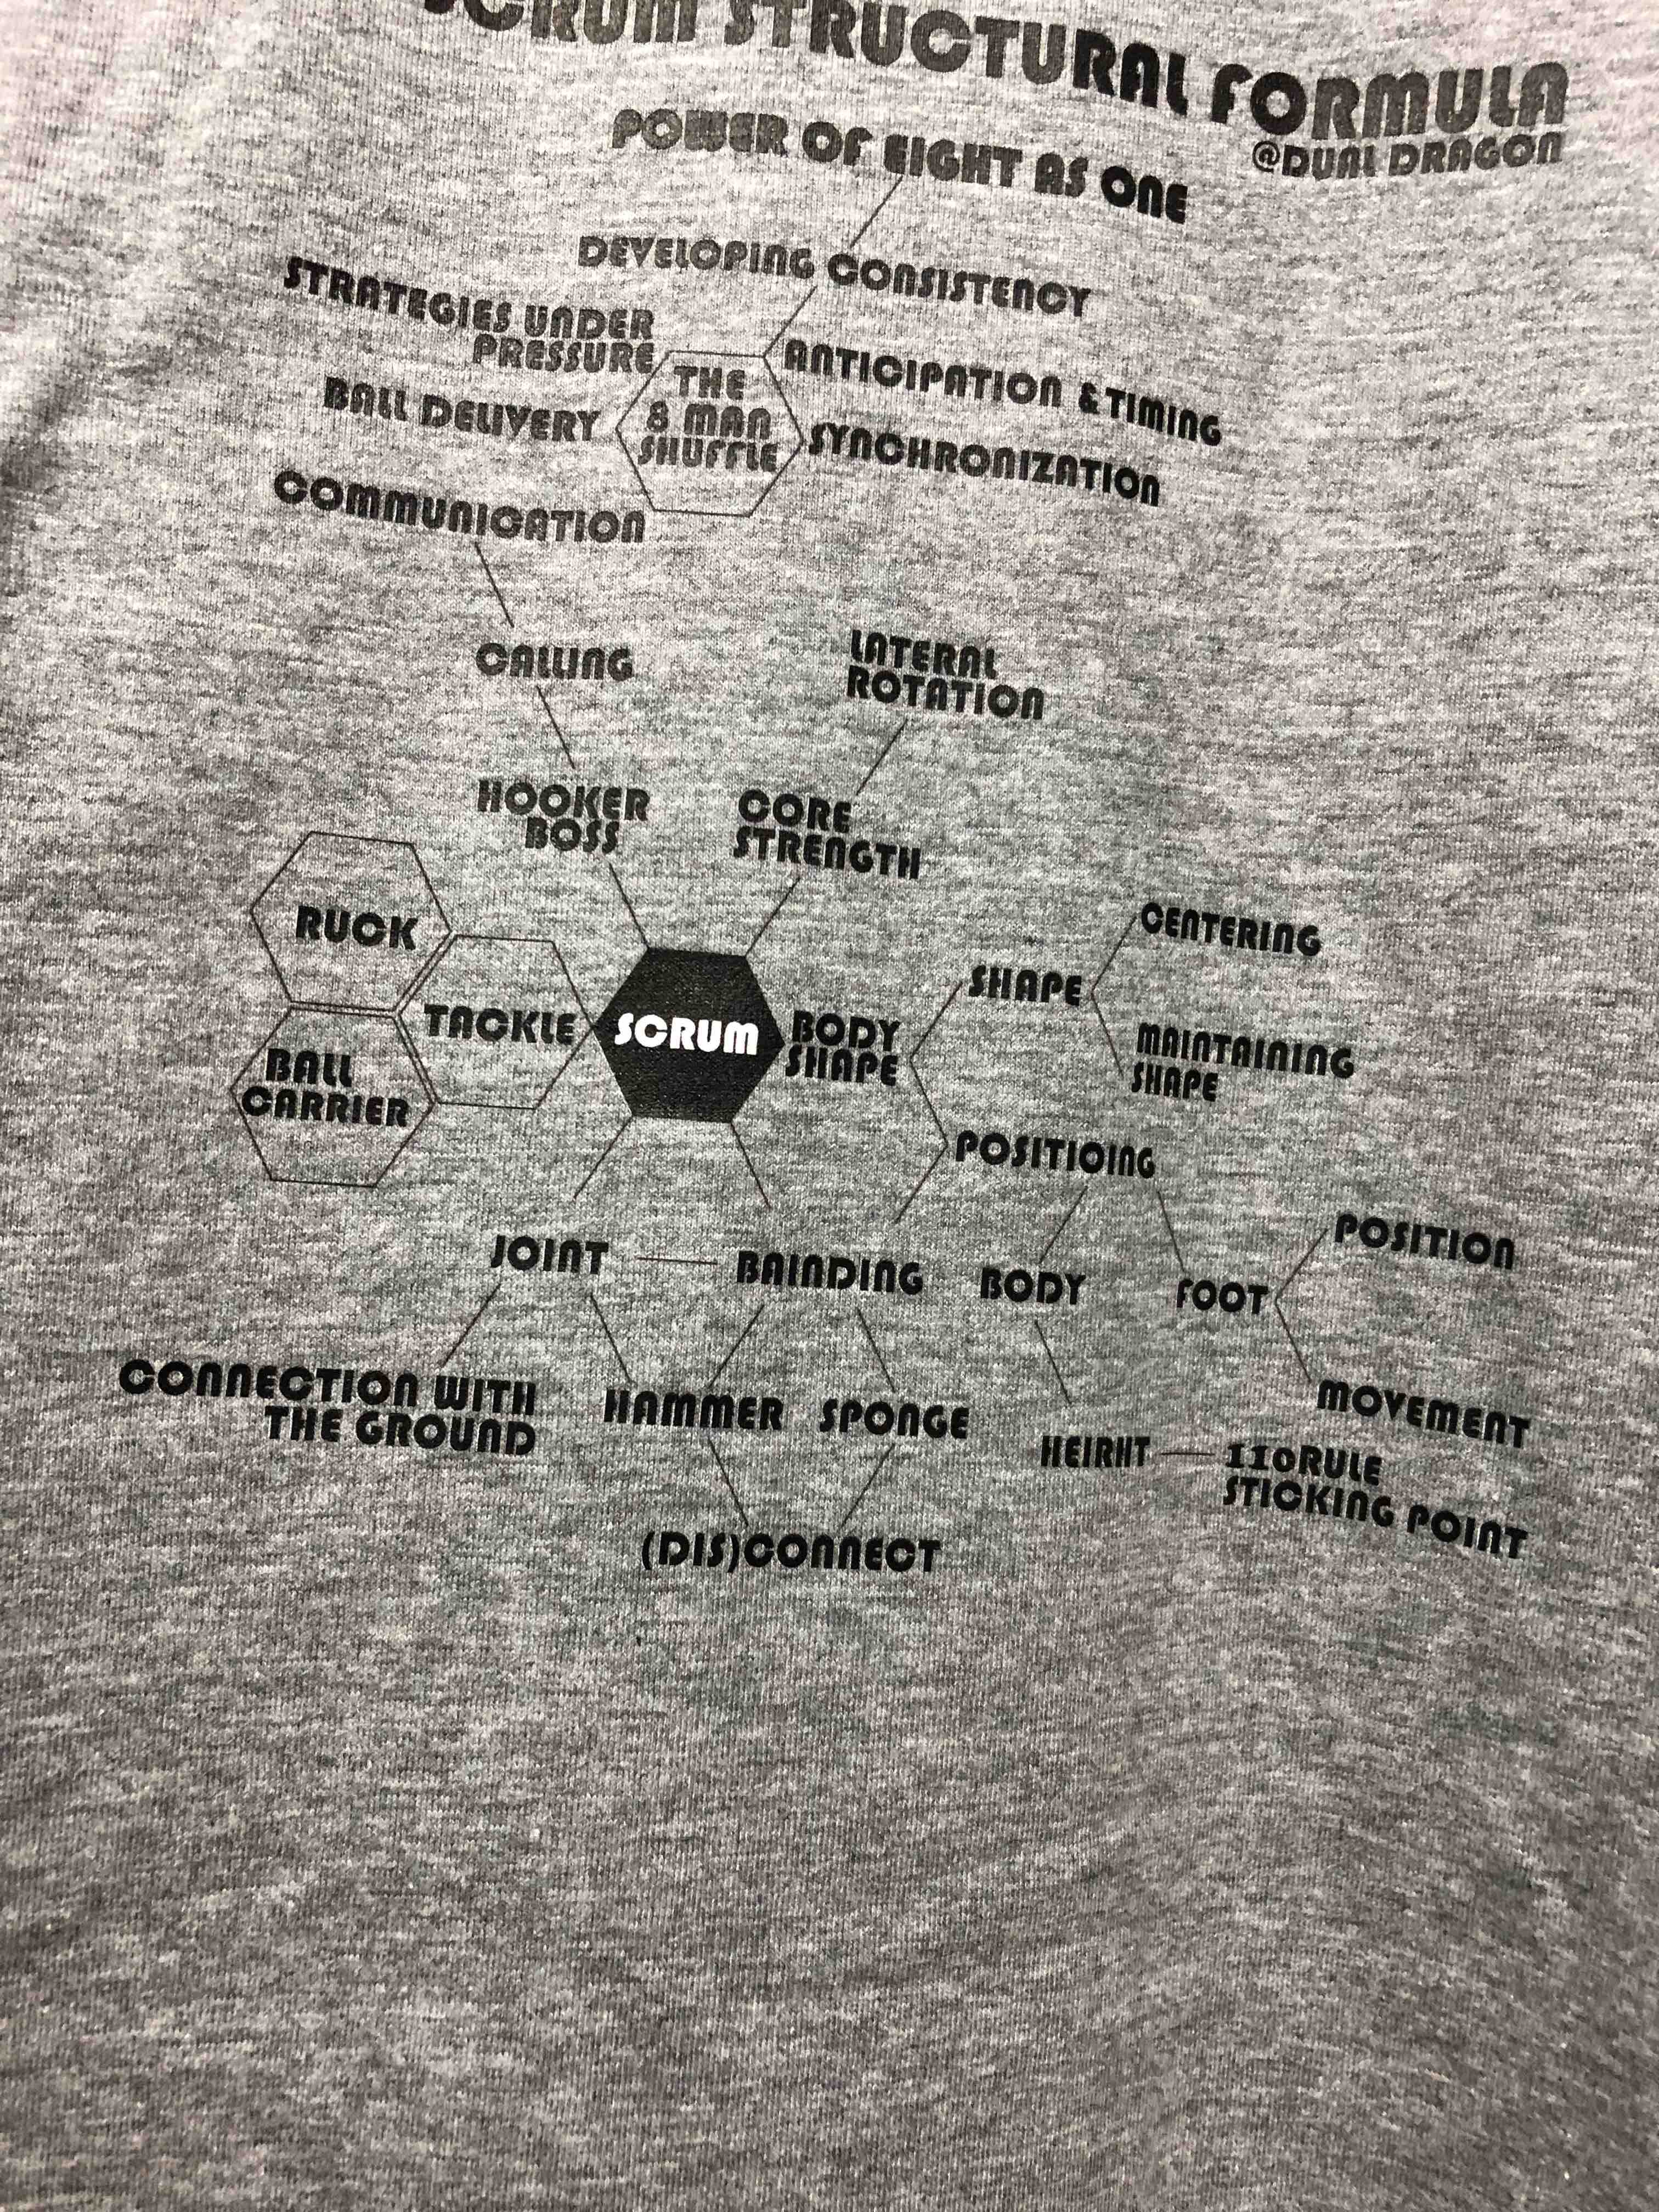 SCRUM STRUCTURAL FORMULA
@DUAL DRAGON
POWER OF EIGHT AS ONE
DEVELOPING CONSISTENCY
STRATEGIES UNDER
PRESSURE
ANTICIPATION & TIMING
THE
8 MAN
SHUFFLE
BALL DELIVERY
SYNCHRONIZATION
COMMUNICATION
CALLING
LATERAL
ROTATION
HOOKER
BOSS
CORE
STRENGTH
RUCK
TACKLE
BALL
CARRIER
SCRUM
BODY
SHAPE
SHAPE
CENTERING
MAINTAINING
SHAPE
POSITIOING
JOINT
BAINDING
BODY
FOOT
POSITION
MOVEMENT
CONNECTION WITH
THE GROUND
HAMMER
SPONGE
HEIRHT
110RULE
STICKING POINT
(DIS)CONNECT